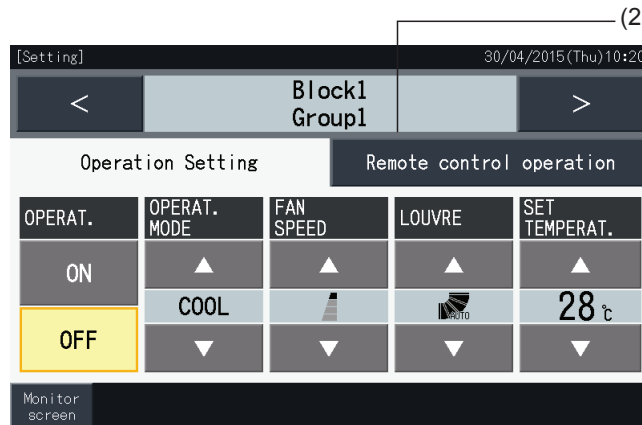 (2
[Setting]
30/04/2015(Thu)10:20
<
Block1
Group1
>
Operation Setting
Remote control operation
OPERAT.
OPERAT.
MODE
FAN
SPEED
LOUVRE
SET
TEMPERAT.
ON
OFF
COOL
AUTO
28℃
Monitor
screen